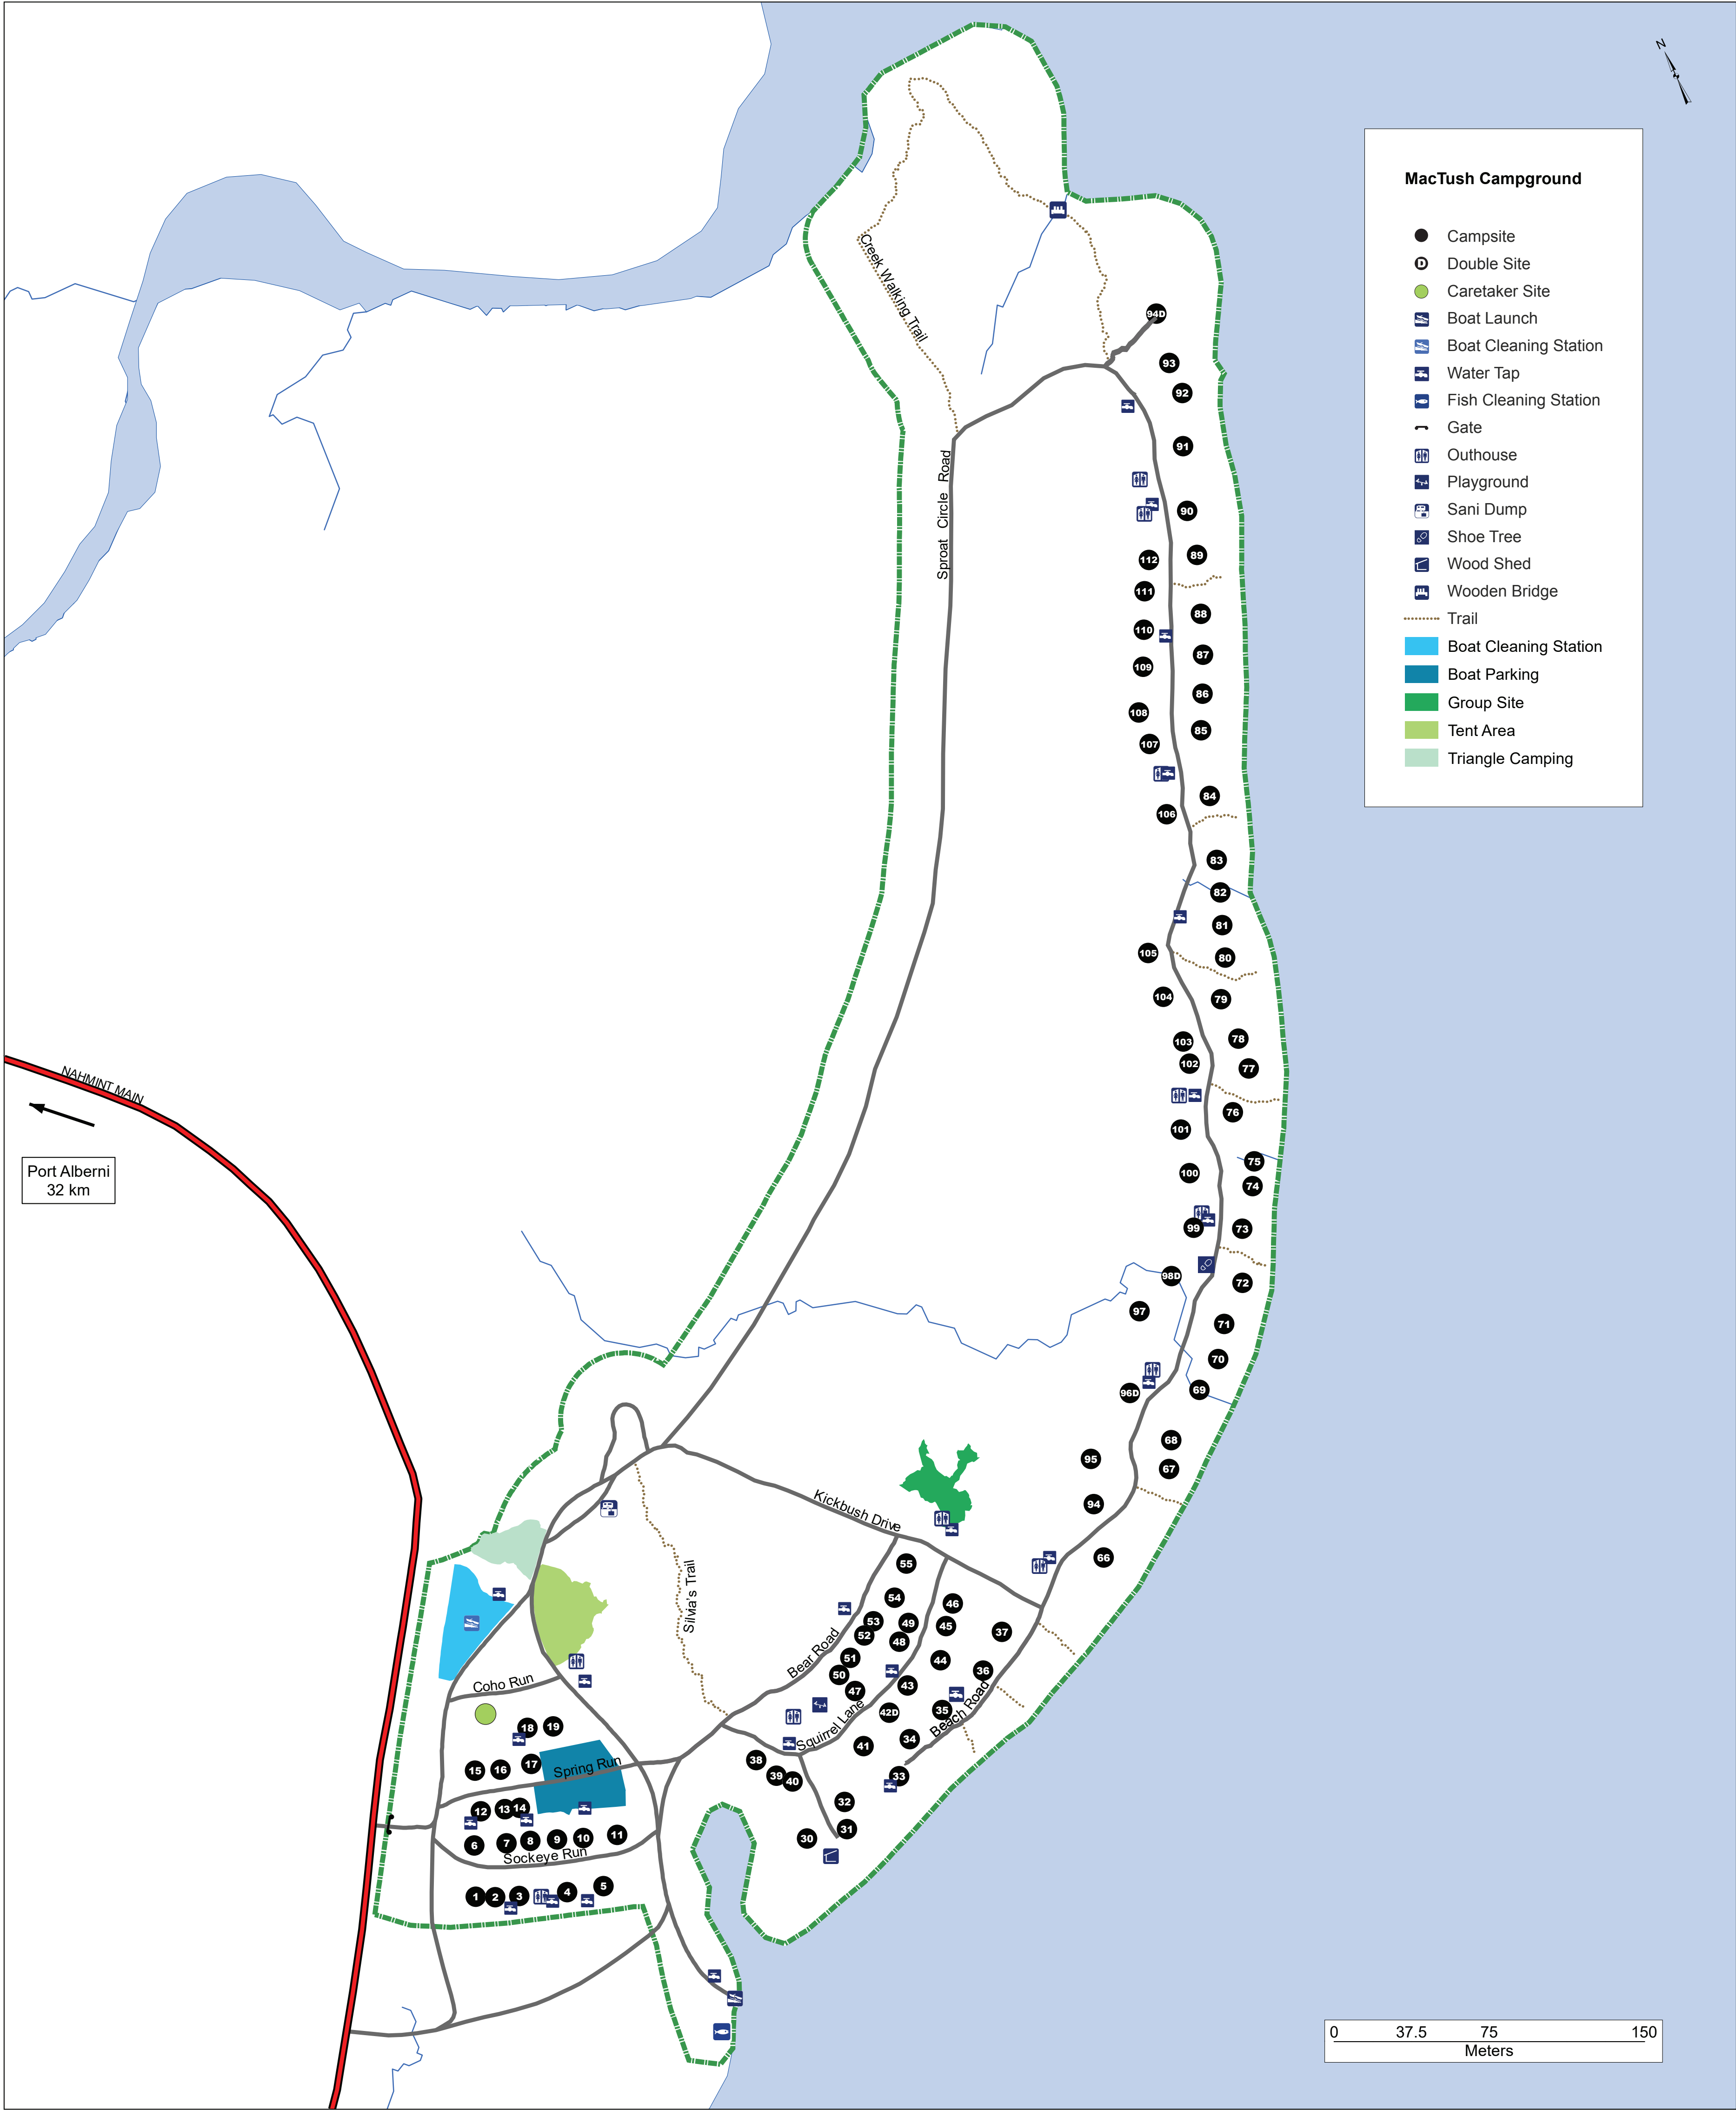 N
MacTush Campground
Campsite
D Double Site
Caretaker Site
Boat Launch
Boat Cleaning Station
Water Tap
Fish Cleaning Station
Gate
Outhouse
Playground
Sani Dump
Shoe Tree
Wood Shed
Wooden Bridge
Trail
Boat Cleaning Station
Boat Parking
Group Site
Tent Area
Triangle Camping
Creek Walking Trail
94D
93
92
91
Sproat Circle Road
90
112
89
111
88
110
87
109
86
108
85
107
84
106
83
82
81
105
80
104
79
103
78
102
77
NAHMINT MAIN
76
101
Port Alberni
32 km
75
100
74
99
73
98D
72
97
71
70
96D
69
68
95
67
94
Kickbush Drive
66
55
Silvia's Trail
54
46
53
49
45
37
52
48
Bear Road
51
44
36
50
47
43
Coho Run
42D
35
Squirrel Lane
Beach Road
18
19
34
41
38
15
16
17
Spring Run
39
40
33
12
13
14
32
31
30
6
7
8
9
10
11
Sockeye Run
1
2
3
4
5
0
37.5
75
150
Meters